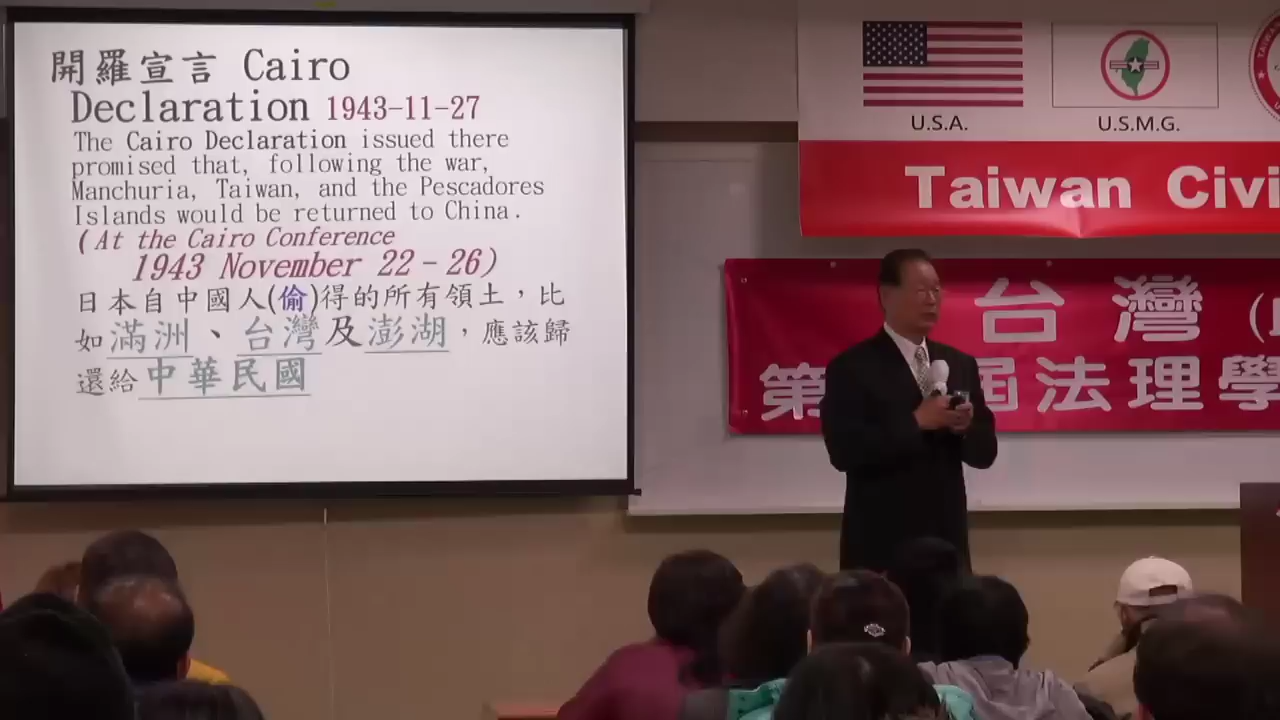 開羅宣言 Cairo
Declaration 1943-11-27
The Cairo Declaration issued there
promised that, following the war,
Manchuria, Taiwan, and the Pescadores
Islands would be returned to China.
(At the Cairo Conference
1943 November 22-26)
日本自中國人(偷)得的所有領土，比
如滿洲、台灣及澎湖，應該歸
還給中華民國
U.S.A.
U.S.M.G.
Taiwan Civi
台灣(
第 屆法理學